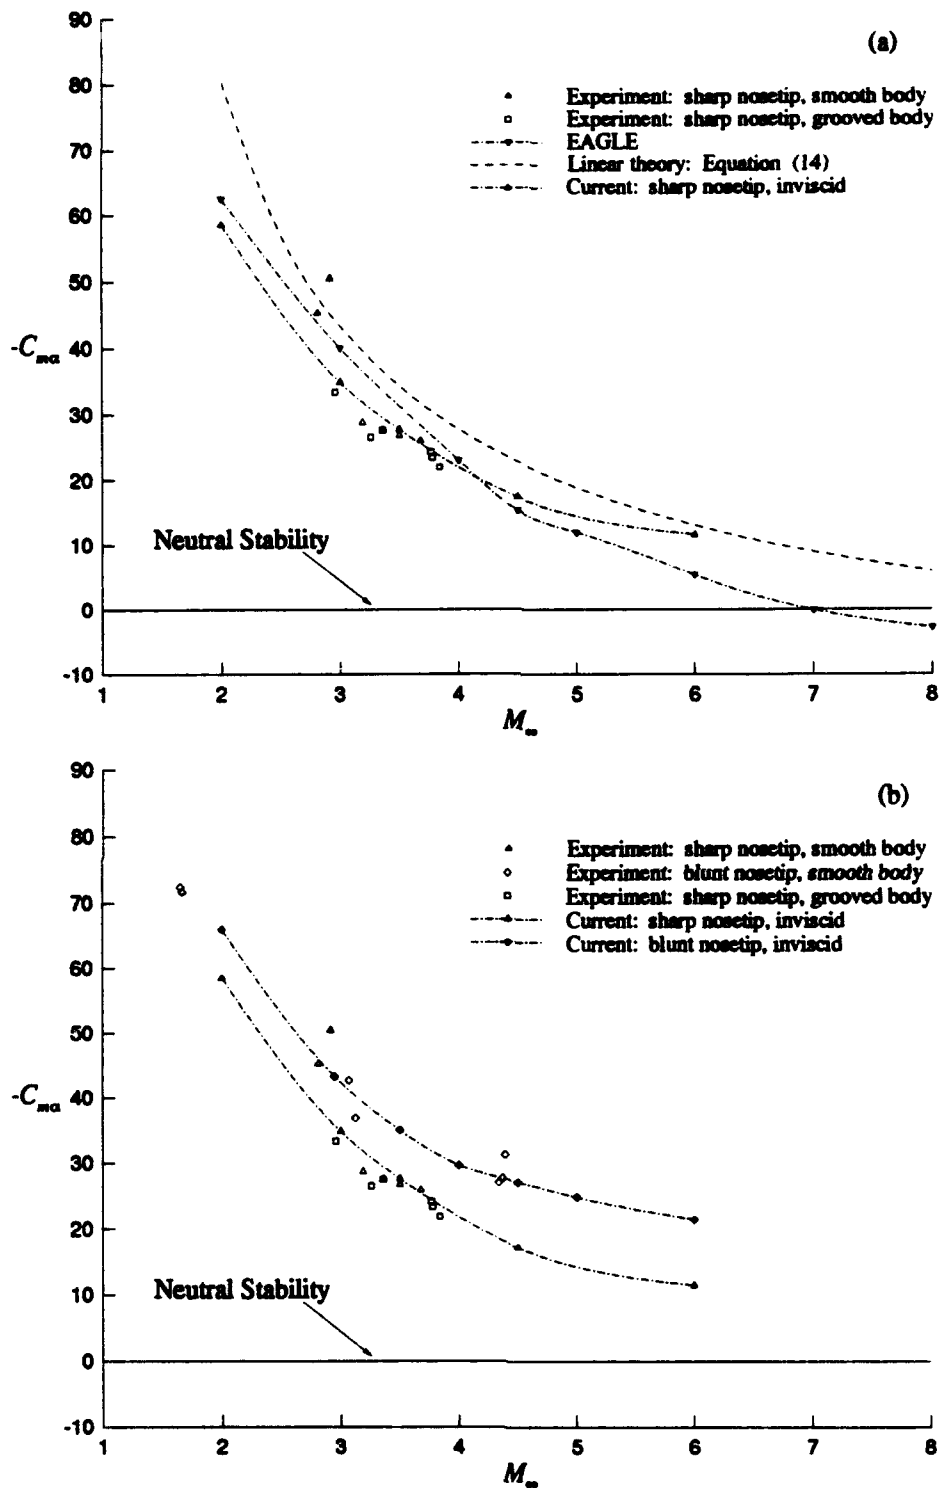 (a)
90
80
70
60
50
40
30
20
10
0
-10
-Cmα
Experiment: sharp nosetip, smooth body
Experiment: sharp nosetip, grooved body
EAGLE
Linear theory: Equation (14)
Current: sharp nosetip, inviscid
Neutral Stability
1 2 3 4 5 6 7 8
M∞
(b)
90
80
70
60
50
40
30
20
10
0
-10
-Cmα
Experiment: sharp nosetip, smooth body
Experiment: blunt nosetip, smooth body
Experiment: sharp nosetip, grooved body
Current: sharp nosetip, inviscid
Current: blunt nosetip, inviscid
Neutral Stability
1 2 3 4 5 6 7 8
M∞